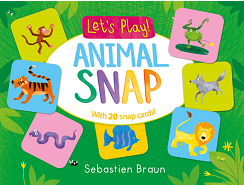 Let's Play!
ANIMAL
SNAP
With 20 snap cards!
Sebastien Braun